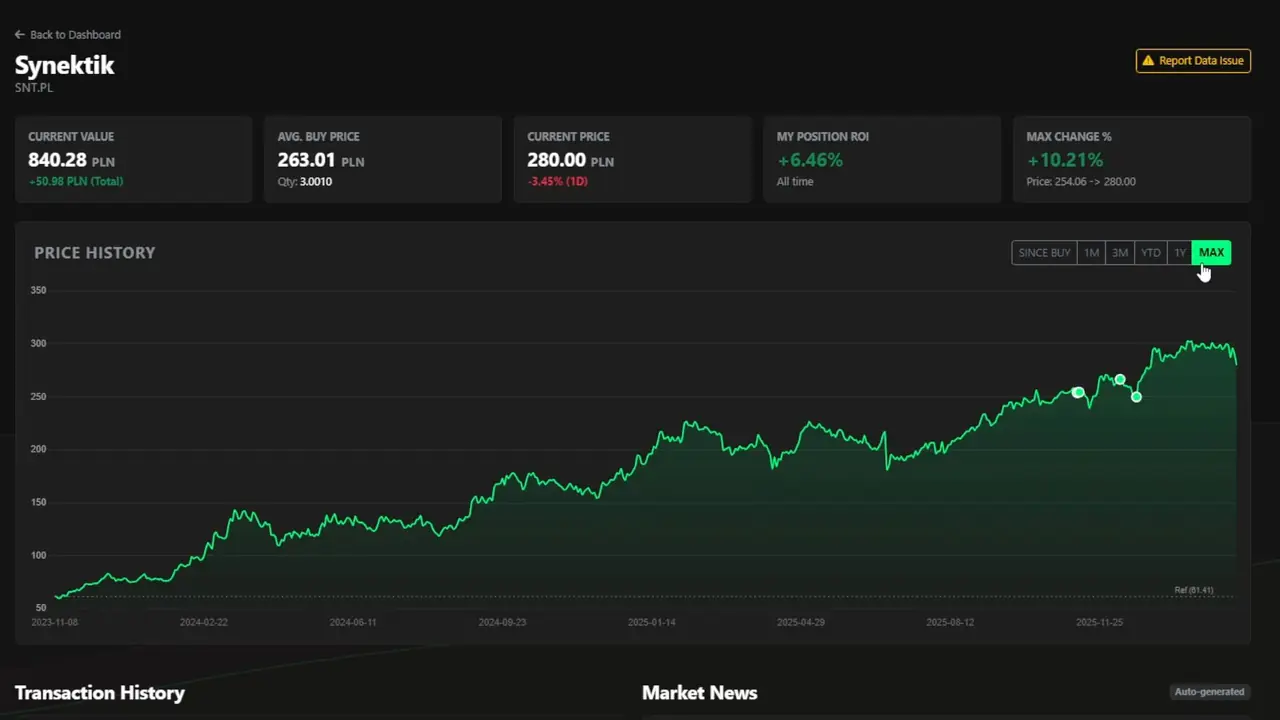 Back to Dashboard
Synektik
SNT.PL
Report Data Issue
CURRENT VALUE
840.28 PLN
+50.98 PLN (Total)
AVG. BUY PRICE
263.01 PLN
Qty: 3.0010
CURRENT PRICE
280.00 PLN
-3.45% (1D)
MY POSITION ROI
+6.46%
All time
MAX CHANGE %
+10.21%
Price: 254.06 -> 280.00
PRICE HISTORY
SINCE BUY 1M 3M YTD 1Y MAX
350
300
250
200
150
100
50
Ref (61.41)
2023-11-08 2024-02-22 2024-06-11 2024-09-23 2025-01-14 2025-04-29 2025-08-12 2025-11-25
Transaction History
Market News
Auto-generated